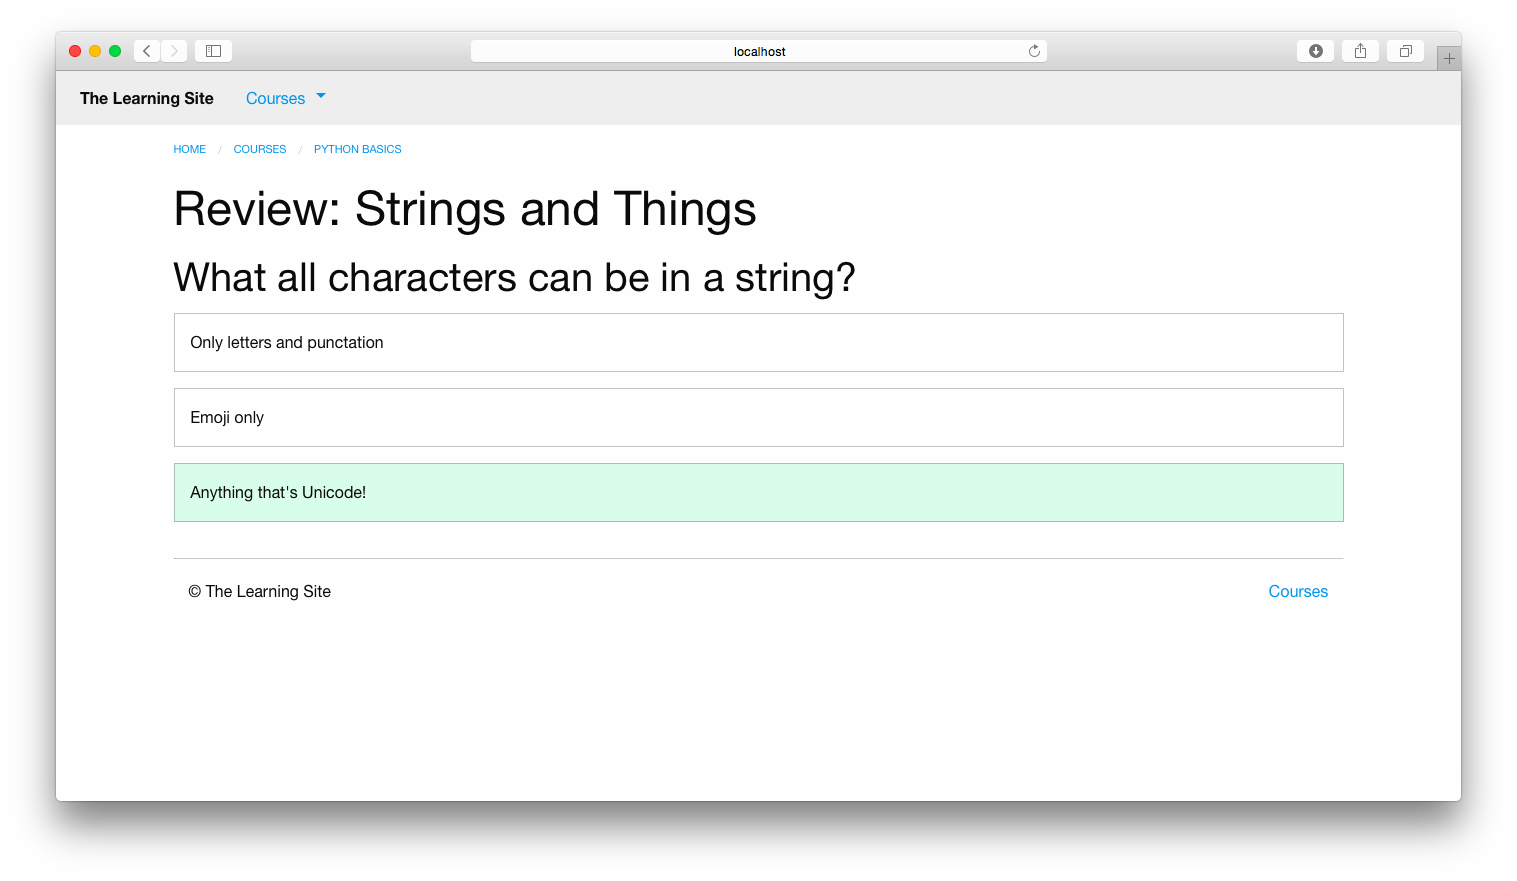 localhost
The Learning Site Courses
HOME / COURSES / PYTHON BASICS
Review: Strings and Things
What all characters can be in a string?
Only letters and punctation
Emoji only
Anything that's Unicode!
© The Learning Site Courses